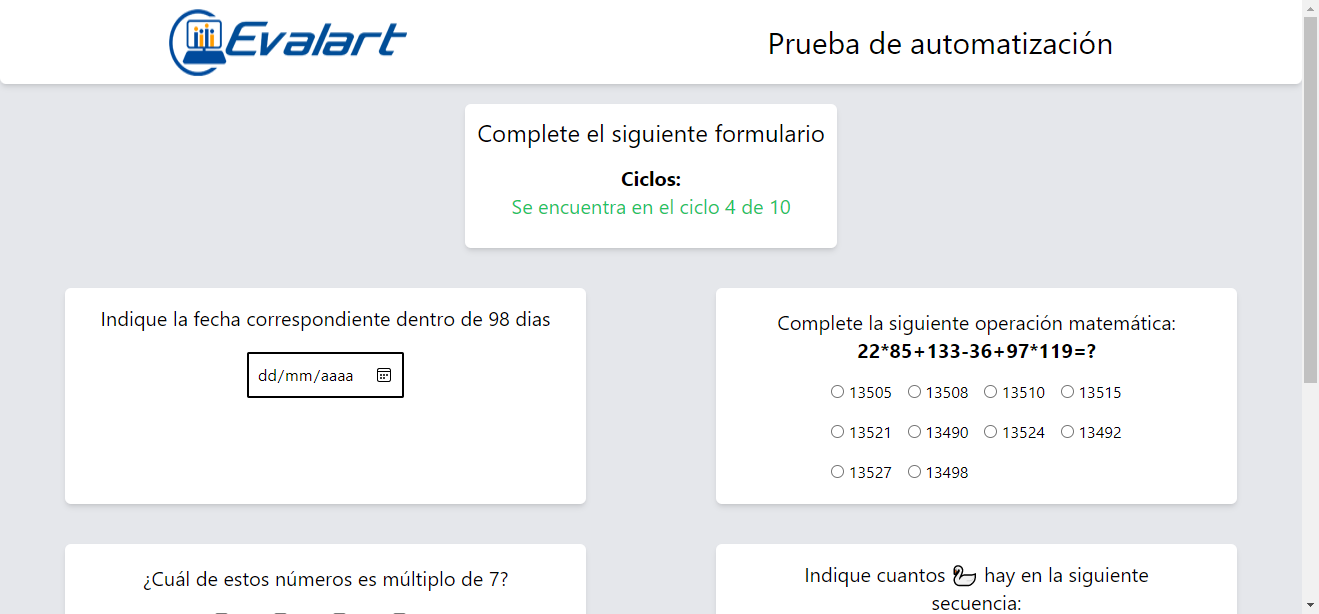 Evalart
Prueba de automatización
Complete el siguiente formulario
Ciclos:
Se encuentra en el ciclo 4 de 10
Indique la fecha correspondiente dentro de 98 dias
dd/mm/aaaa
Complete la siguiente operación matemática:
22*85+133-36+97*119=?
13505 13508 13510 13515
13521 13490 13524 13492
13527 13498
¿Cuál de estos números es múltiplo de 7?
Indique cuantos hay en la siguiente
secuencia: